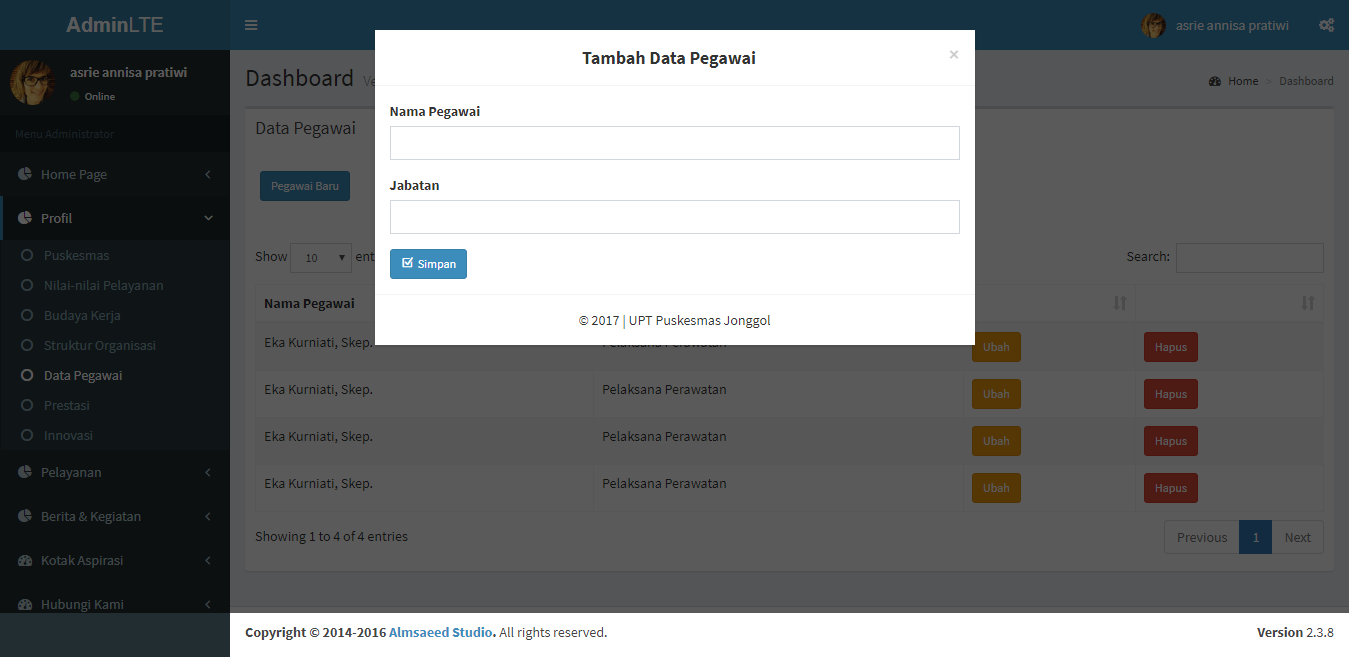 AdminLTE
asrie annisa pratiwi
asrie annisa pratiwi
Online
Menu Administrator
Home Page
Profil
Puskesmas
Nilai-nilai Pelayanan
Budaya Kerja
Struktur Organisasi
Data Pegawai
Prestasi
Innovasi
Pelayanan
Berita & Kegiatan
Kotak Aspirasi
Hubungi Kami
Dashboard
Home > Dashboard
Data Pegawai
Pegawai Baru
Show 10
Search:
Nama Pegawai
Eka Kurniati, Skep. Pelaksana Perawatan Ubah Hapus
Eka Kurniati, Skep. Pelaksana Perawatan Ubah Hapus
Eka Kurniati, Skep. Pelaksana Perawatan Ubah Hapus
Eka Kurniati, Skep. Pelaksana Perawatan Ubah Hapus
Showing 1 to 4 of 4 entries
Previous 1 Next
Tambah Data Pegawai ×
Nama Pegawai
Jabatan
Simpan
© 2017 | UPT Puskesmas Jonggol
Copyright © 2014-2016 Almsaeed Studio. All rights reserved.
Version 2.3.8